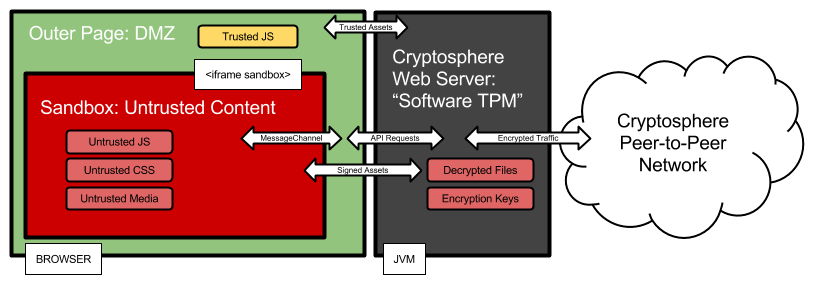 Outer Page: DMZ
Trusted JS
Trusted Assets
<iframe sandbox>
Sandbox: Untrusted Content
Untrusted JS
Untrusted CSS
Untrusted Media
MessageChannel
API Requests
Signed Assets
BROWSER
Cryptosphere
Web Server:
“Software TPM”
Encrypted Traffic
Decrypted Files
Encryption Keys
JVM
Cryptosphere
Peer-to-Peer
Network